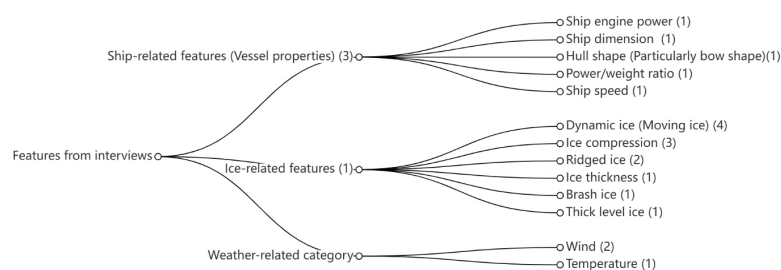 Features from interviews
Ship-related features (Vessel properties) (3)
Ship engine power (1)
Ship dimension (1)
Hull shape (Particularly bow shape)(1)
Power/weight ratio (1)
Ship speed (1)
Ice-related features (1)
Dynamic ice (Moving ice) (4)
Ice compression (3)
Ridged ice (2)
Ice thickness (1)
Brash ice (1)
Thick level ice (1)
Weather-related category
Wind (2)
Temperature (1)